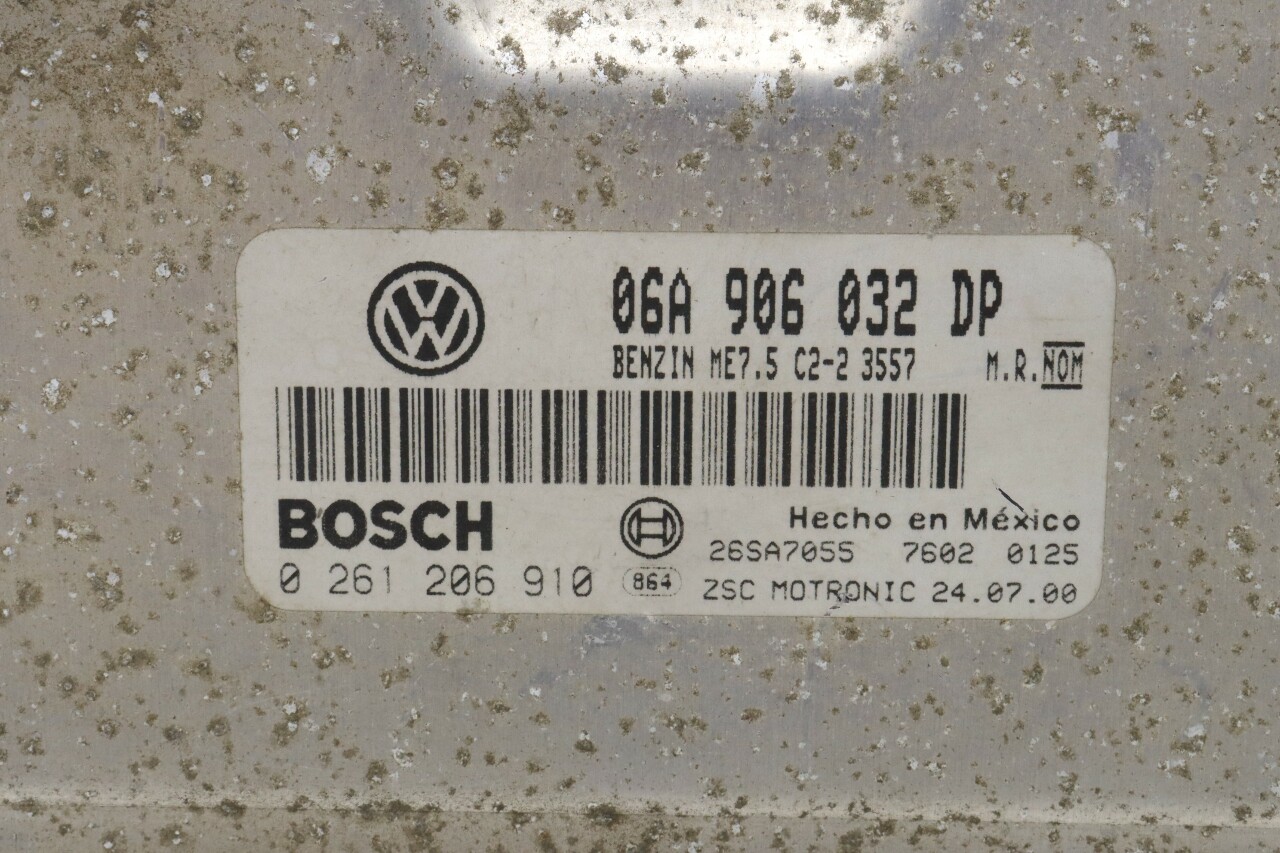 06A 906 032 DP
BENZIN ME7.5 C2-2 3557 M.R.NOM
BOSCH
Hecho en México
26SA7055 7602 0125
0 261 206 910 864 ZSC MOTRONIC 24.07.00